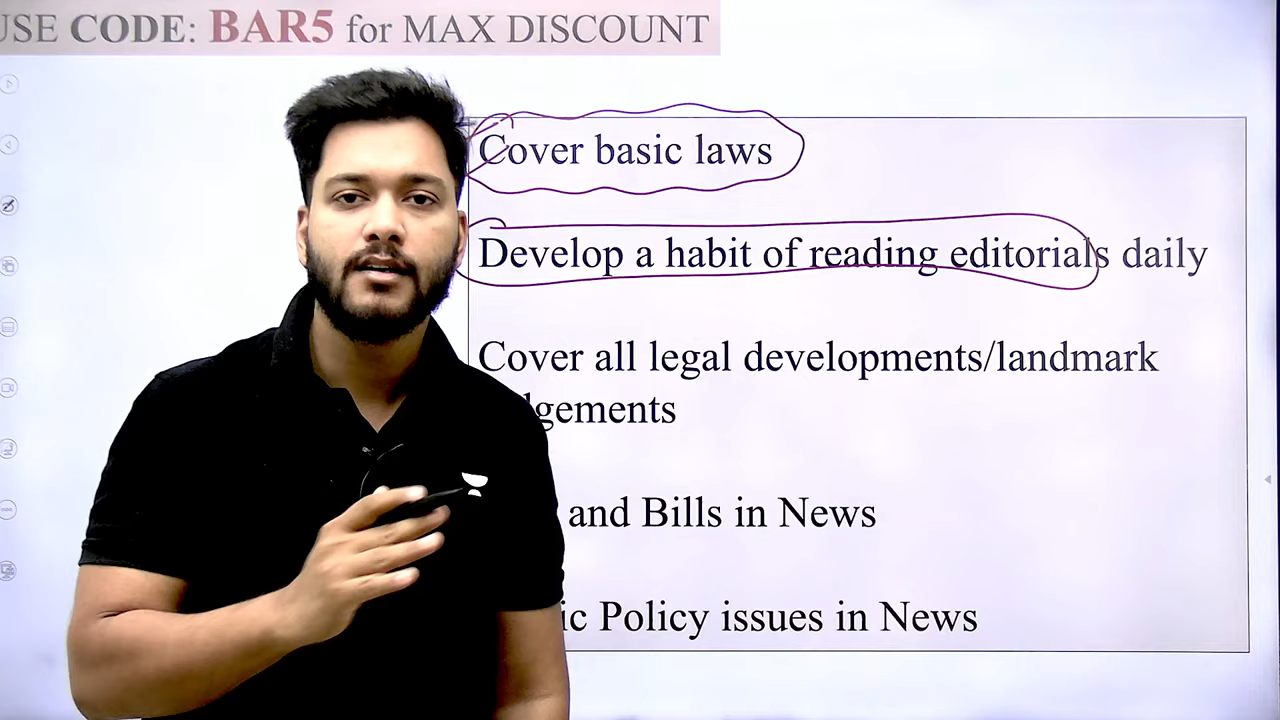 USE CODE: BAR5 for MAX DISCOUNT
Cover basic laws
Develop a habit of reading editorials daily
Cover all legal developments/landmark
and Bills in News
Policy issues in News